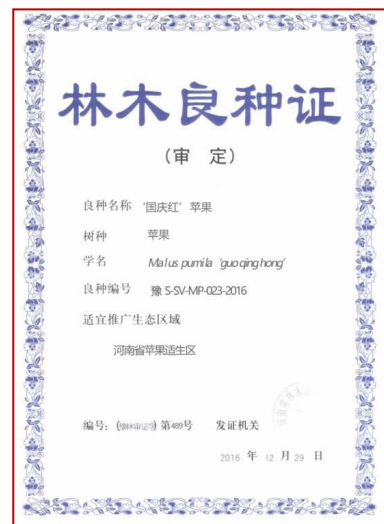 林木良种证
（审 定）
良种名称 '国庆红' 苹果
树种 苹果
学名 Malus pumila 'guo qing hong'
良种编号 豫 S-SV-MP-023-2016
适宜推广生态区域
河南省苹果适生区
编号：( ) 第489号 发证机关
2016 年 12 月 29 日